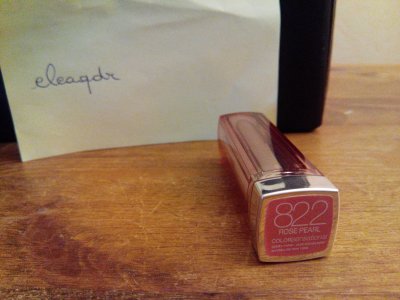 eleaqdr
822
ROSE PEARL
COLORsensational